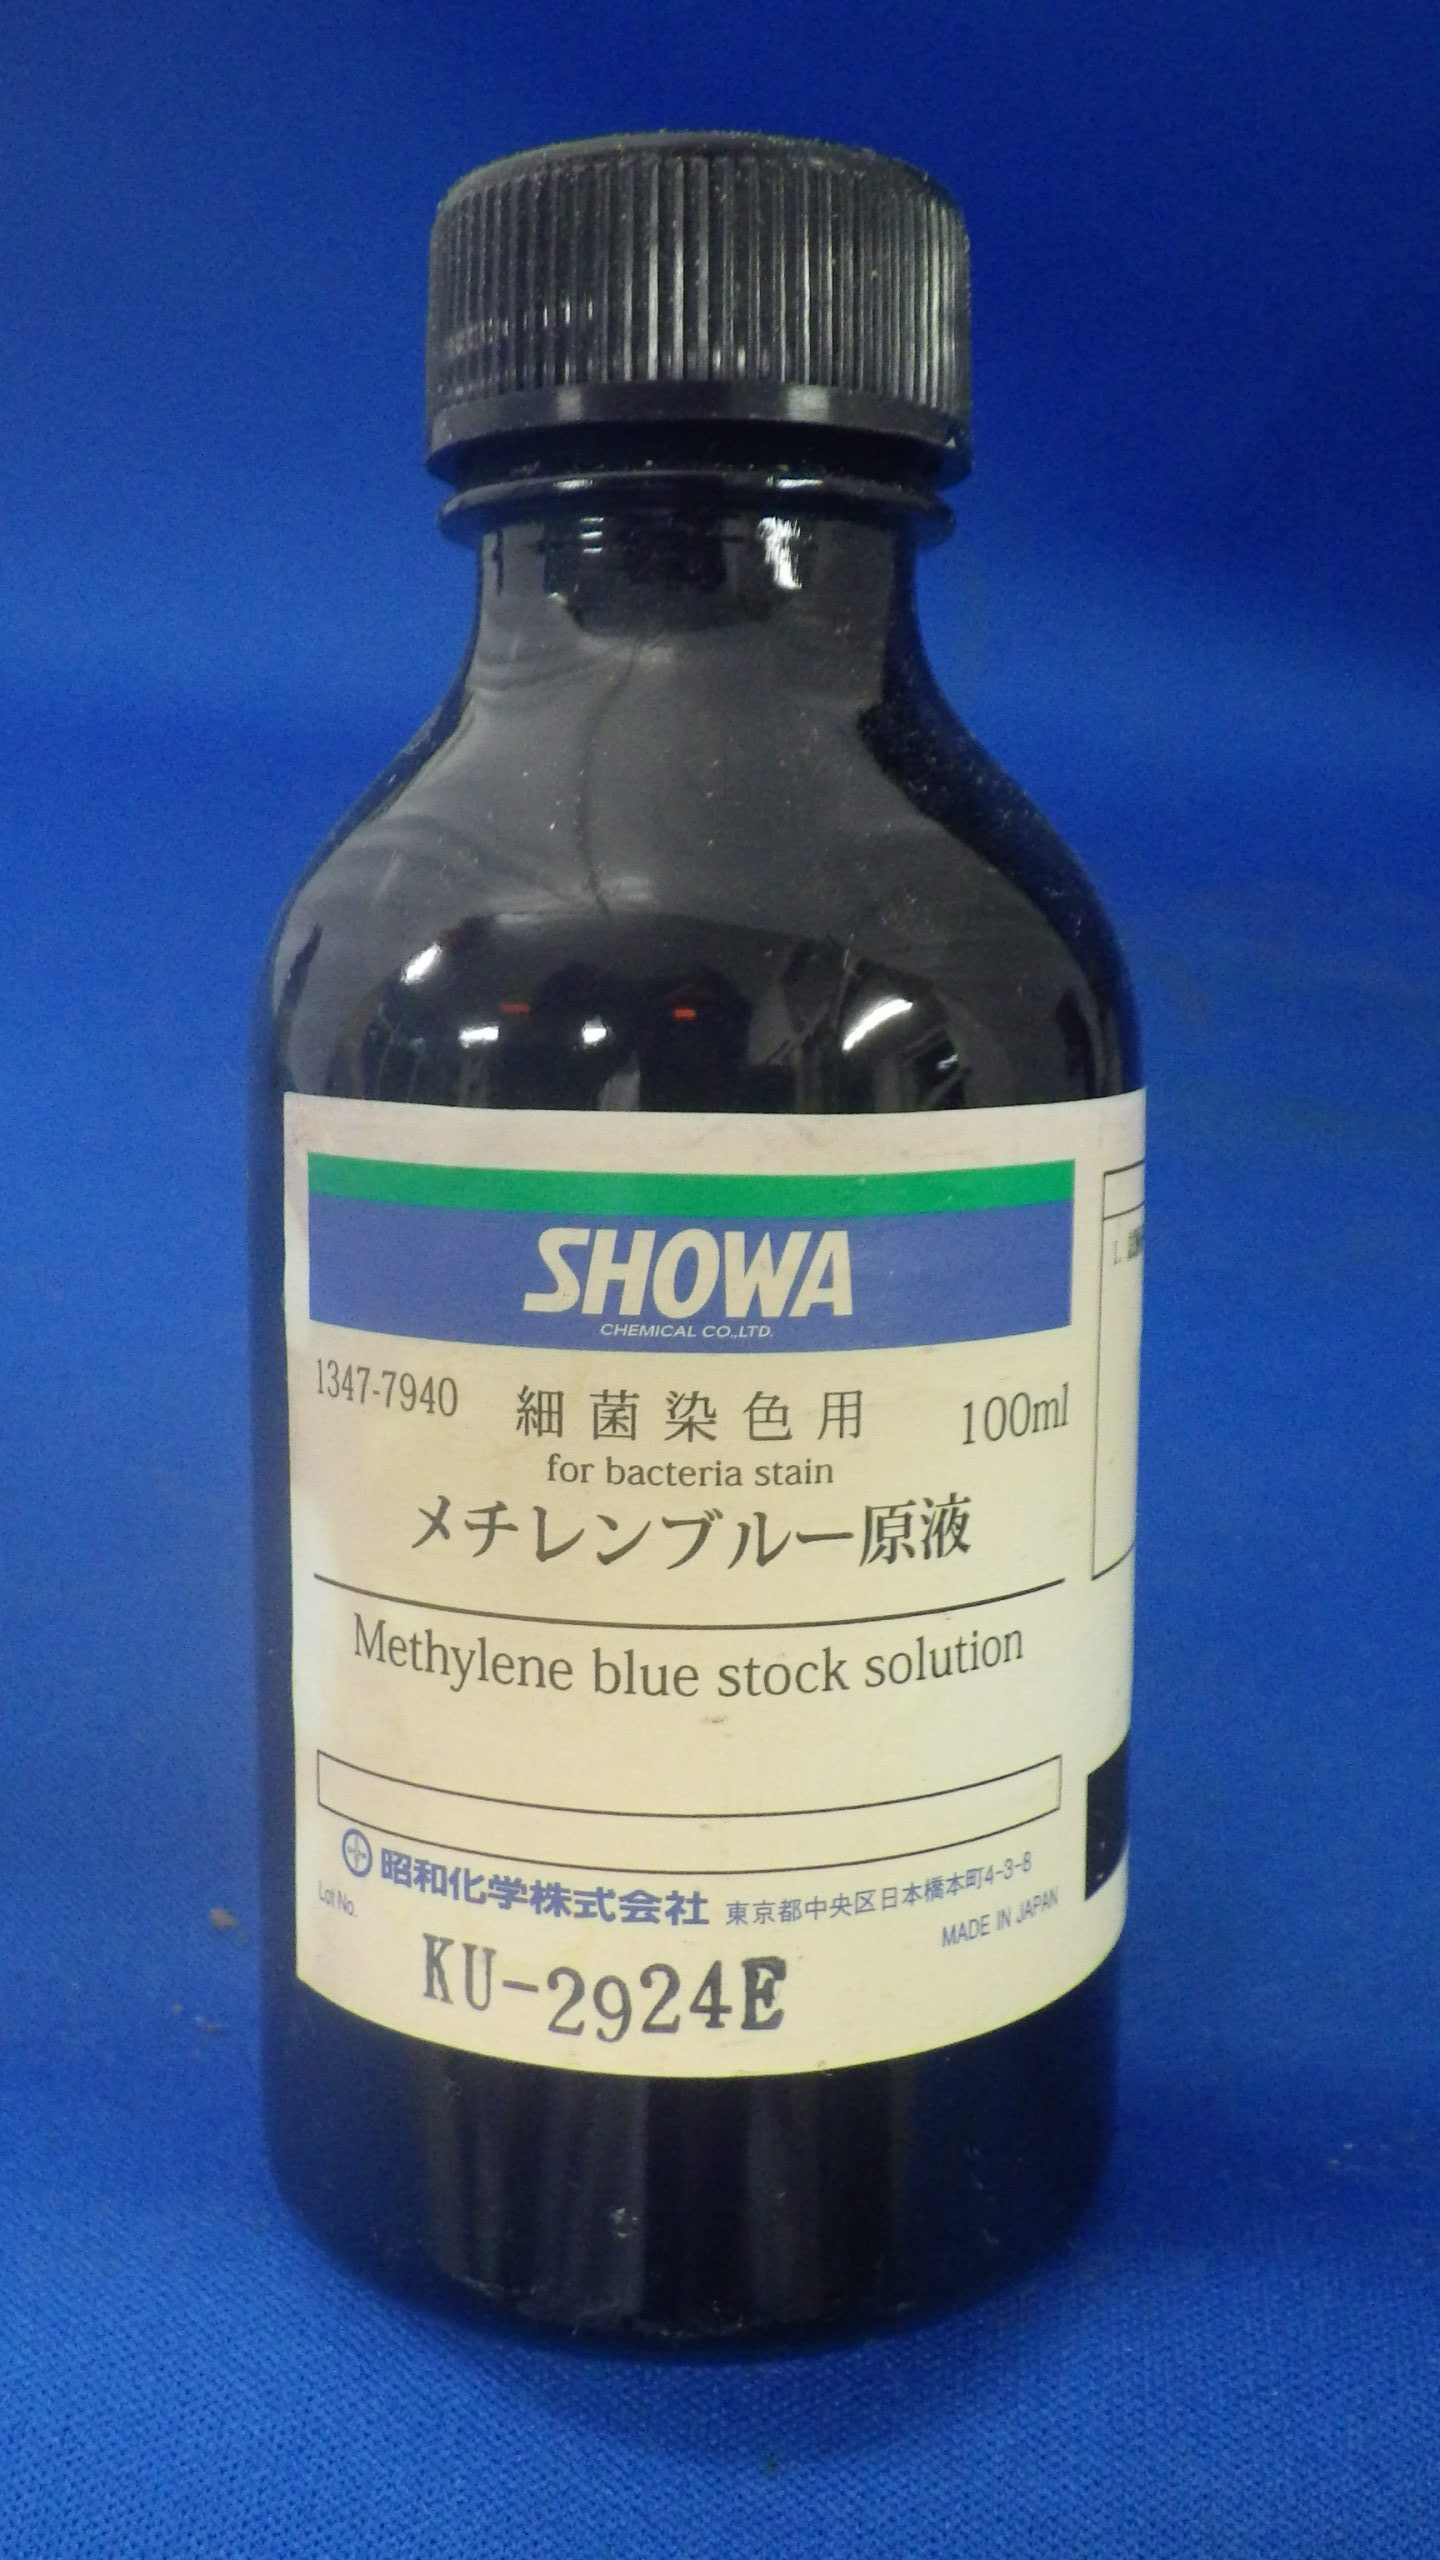 SHOWA
CHEMICAL CO.,LTD.
1347-7940 細菌染色用 100ml
for bacteria stain
メチレンブルー原液
Methylene blue stock solution
昭和化学株式会社 東京都中央区日本橋本町4-3-8
Lot No. MADE IN JAPAN
KU-2924E
1.